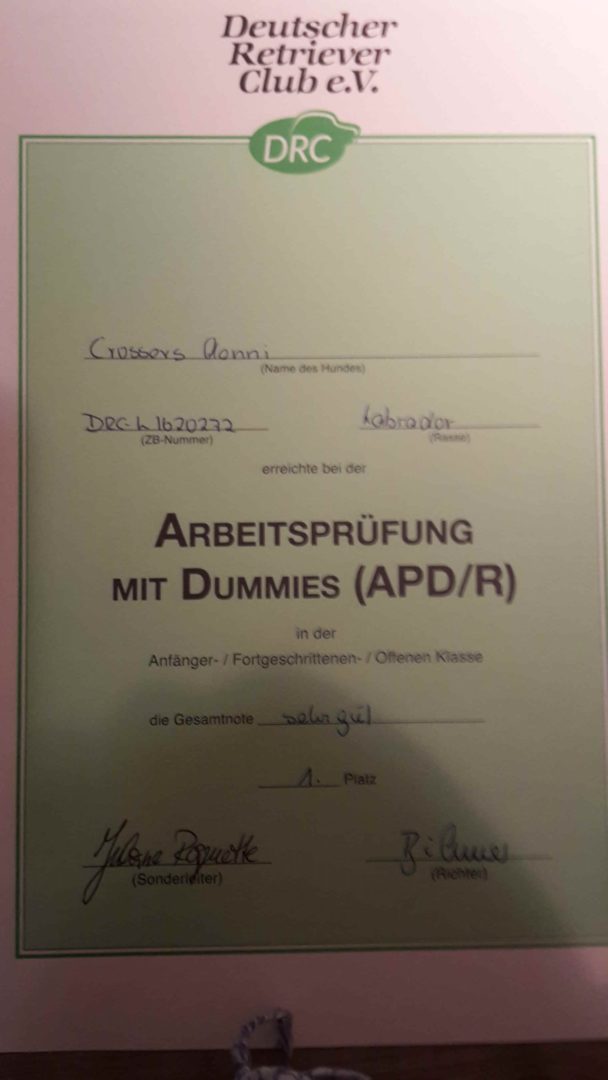 Deutscher
Retriever
Club e.V.
DRC
Crossers
(Name des Hundes)
DRC-L 1620272 Labrador
(ZB-Nummer) (Rasse)
erreichte bei der
ARBEITSPRÜFUNG
MIT DUMMIES (APD/R)
in der
Anfänger- / Fortgeschrittenen- / Offenen Klasse
die Gesamtnote sehr gut
1. Platz
(Sonderleiter) (Richter)